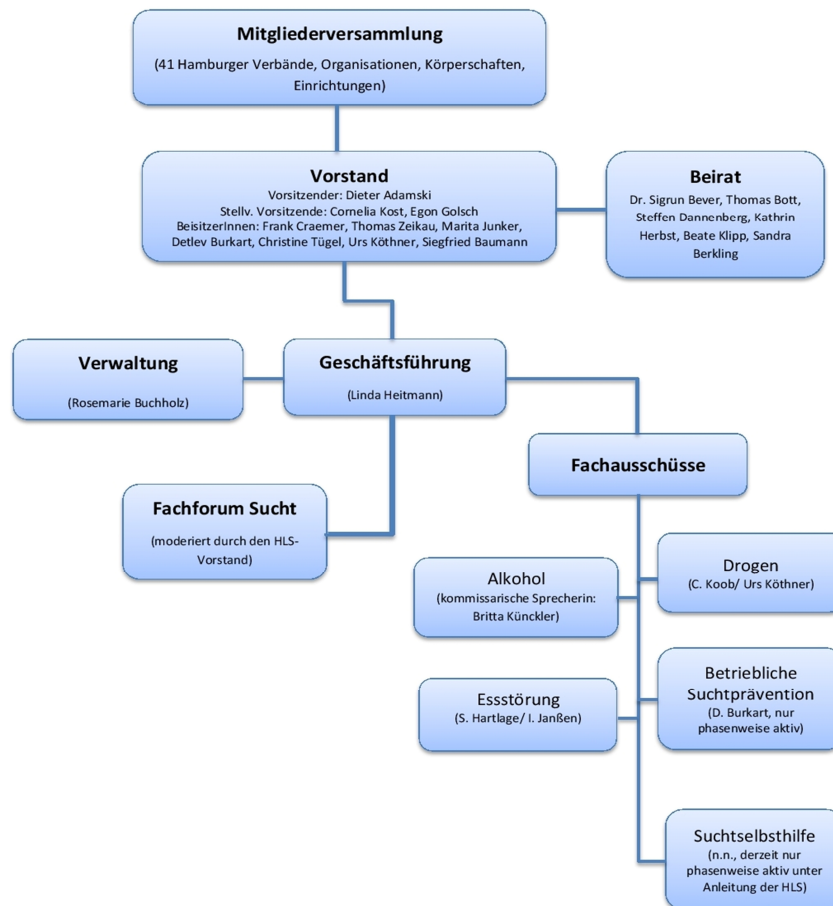 Mitgliederversammlung
(41 Hamburger Verbände, Organisationen, Körperschaften,
Einrichtungen)
Vorstand
Vorsitzender: Dieter Adamski
Stellv. Vorsitzende: Cornelia Kost, Egon Golsch
BeisitzerInnen: Frank Craemer, Thomas Zeikau, Marita Junker,
Detlev Burkart, Christine Tügel, Urs Köthner, Siegfried Baumann
Beirat
Dr. Sigrun Bever, Thomas Bott,
Steffen Dannenberg, Kathrin
Herbst, Beate Klipp, Sandra
Berkling
Verwaltung
(Rosemarie Buchholz)
Geschäftsführung
(Linda Heitmann)
Fachausschüsse
Fachforum Sucht
(moderiert durch den HLS-
Vorstand)
Alkohol
(kommissarische Sprecherin:
Britta Künckler)
Drogen
(C. Koob/ Urs Köthner)
Essstörung
(S. Hartlage/ I. Janßen)
Betriebliche
Suchtprävention
(D. Burkart, nur
phasenweise aktiv)
Suchtselbsthilfe
(n.n., derzeit nur
phasenweise aktiv unter
Anleitung der HLS)